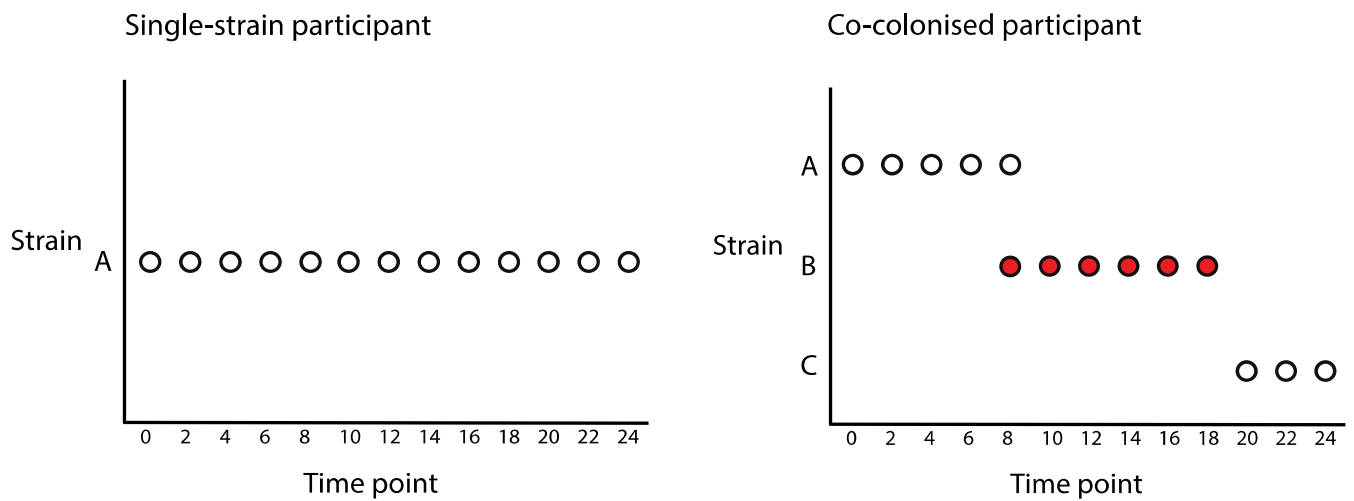 Single-strain participant
Strain
A
0 2 4 6 8 10 12 14 16 18 20 22 24
Time point
Co-colonised participant
A
Strain
B
C
0 2 4 6 8 10 12 14 16 18 20 22 24
Time point